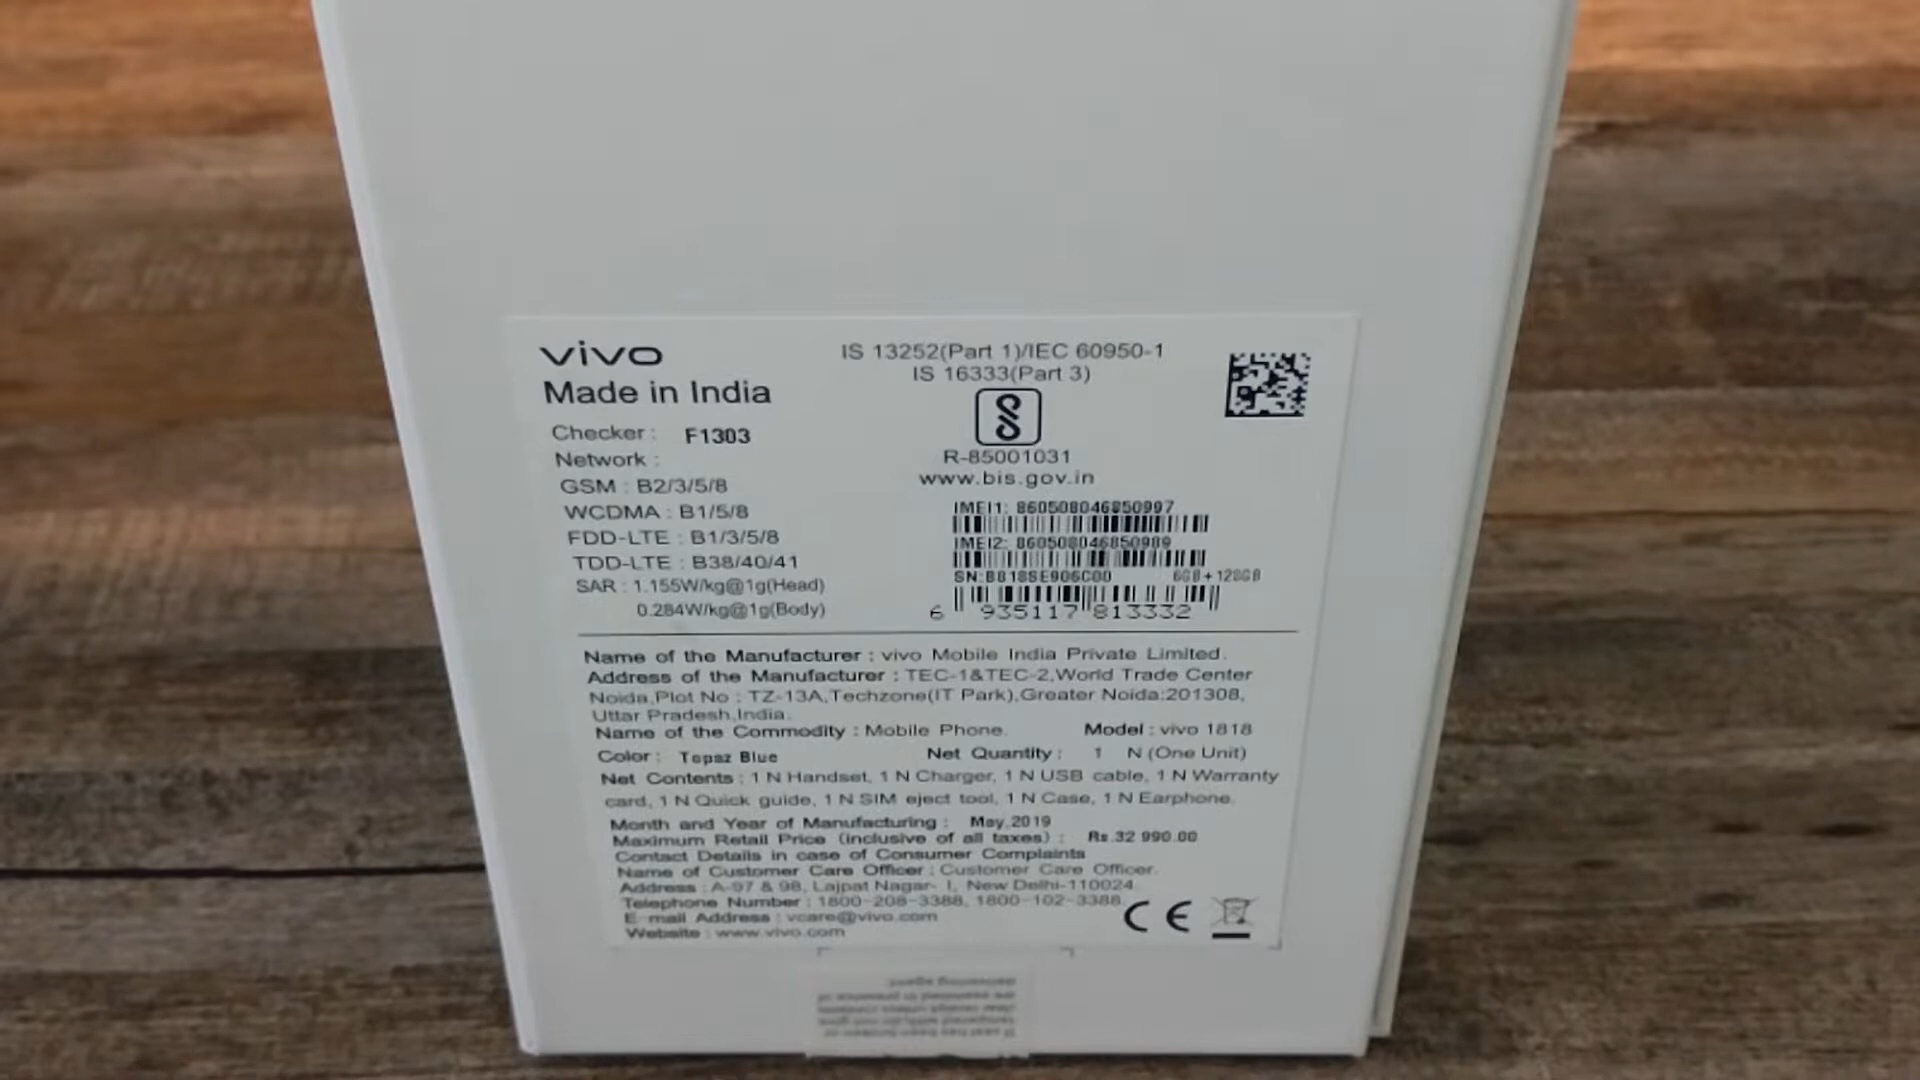 vivo
Made in India
Checker : F1303
Network :
GSM : B2/3/5/8
WCDMA : B1/5/8
FDD-LTE : B1/3/5/8
TDD-LTE : B38/40/41
SAR : 1.155W/kg@1g(Head)
0.284W/kg@1g(Body)
IS 13252(Part 1)/IEC 60950-1
IS 16333(Part 3)
R-85001031
www.bis.gov.in
IMEI1: 860508046850997
IMEI2: 860508046850989
SN:B818SE906C00 6GB+128GB
6 935117 813332
Name of the Manufacturer : vivo Mobile India Private Limited.
Address of the Manufacturer : TEC-1&TEC-2,World Trade Center
Noida,Plot No : TZ-13A,Techzone(IT Park),Greater Noida:201308,
Uttar Pradesh,India.
Name of the Commodity : Mobile Phone. Model : vivo 1818
Color : Topaz Blue Net Quantity : 1 N (One Unit)
Net Contents : 1 N Handset, 1 N Charger, 1 N USB cable, 1 N Warranty
card, 1 N Quick guide, 1 N SIM eject tool, 1 N Case, 1 N Earphone.
Month and Year of Manufacturing : May,2019
Maximum Retail Price (inclusive of all taxes) : Rs.32 990.00
Contact Details in case of Consumer Complaints
Name of Customer Care Officer : Customer Care Officer.
Address : A-97 & 98, Lajpat Nagar- I, New Delhi-110024
Telephone Number : 1800-208-3388, 1800-102-3388.
E-mail Address : vcare@vivo.com
Website : www.vivo.com
CE